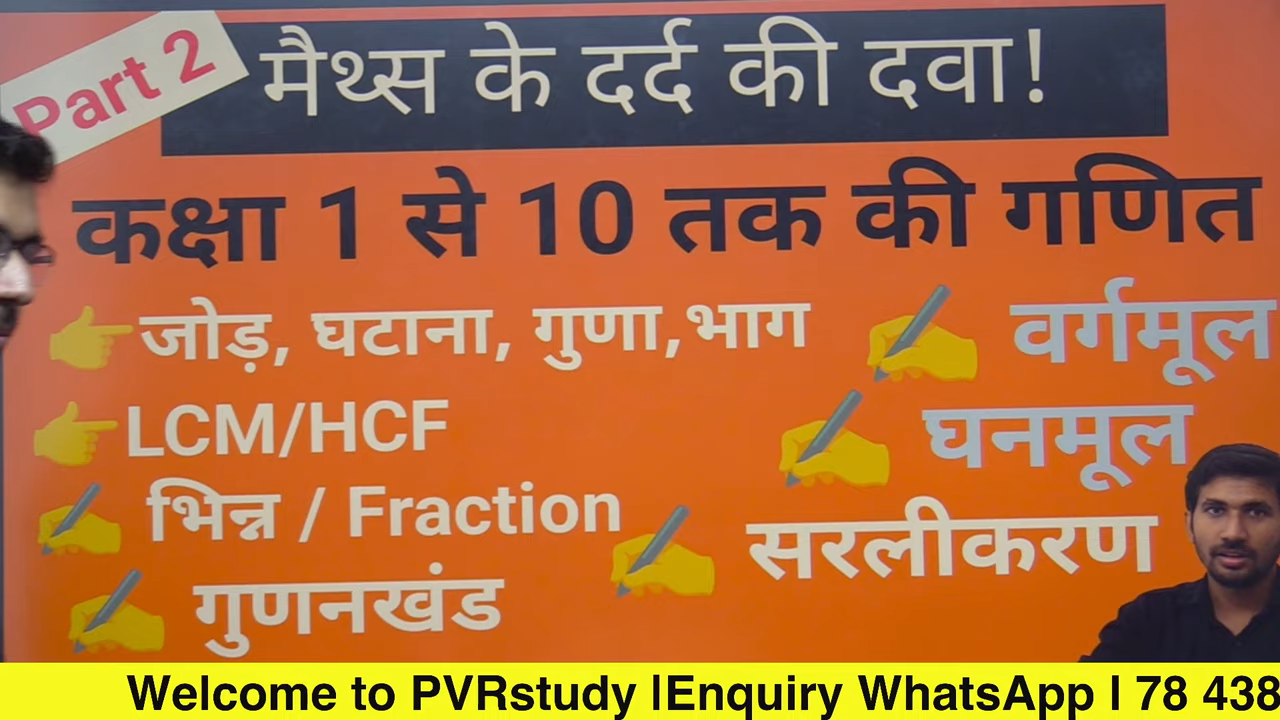 Part 2
मैथ्स के दर्द की दवा!
कक्षा 1 से 10 तक की गणित
जोड़, घटाना, गुणा,भाग
वर्गमूल
LCM/HCF
घनमूल
भिन्न / Fraction
सरलीकरण
गुणनखंड
Welcome to PVRstudy |Enquiry WhatsApp I 78 438